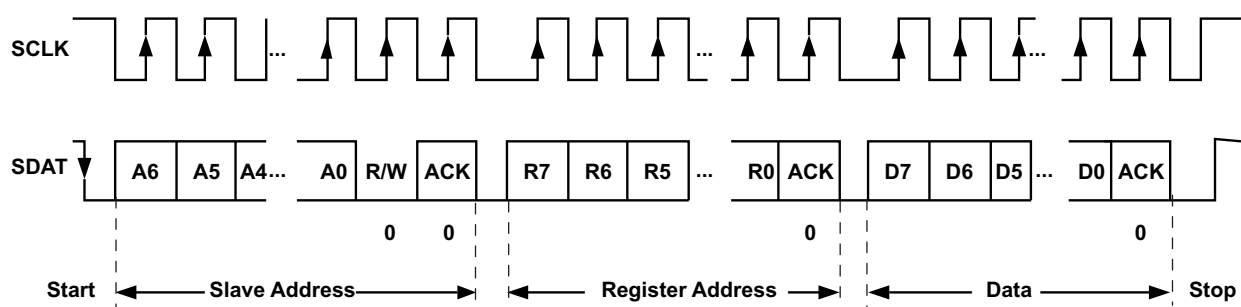 SCLK ... ... ...
SDAT A6 A5 A4... A0 R/W ACK R7 R6 R5 ... R0 ACK D7 D6 D5 ... D0 ACK
0 0 0 0
Start Slave Address Register Address Data Stop